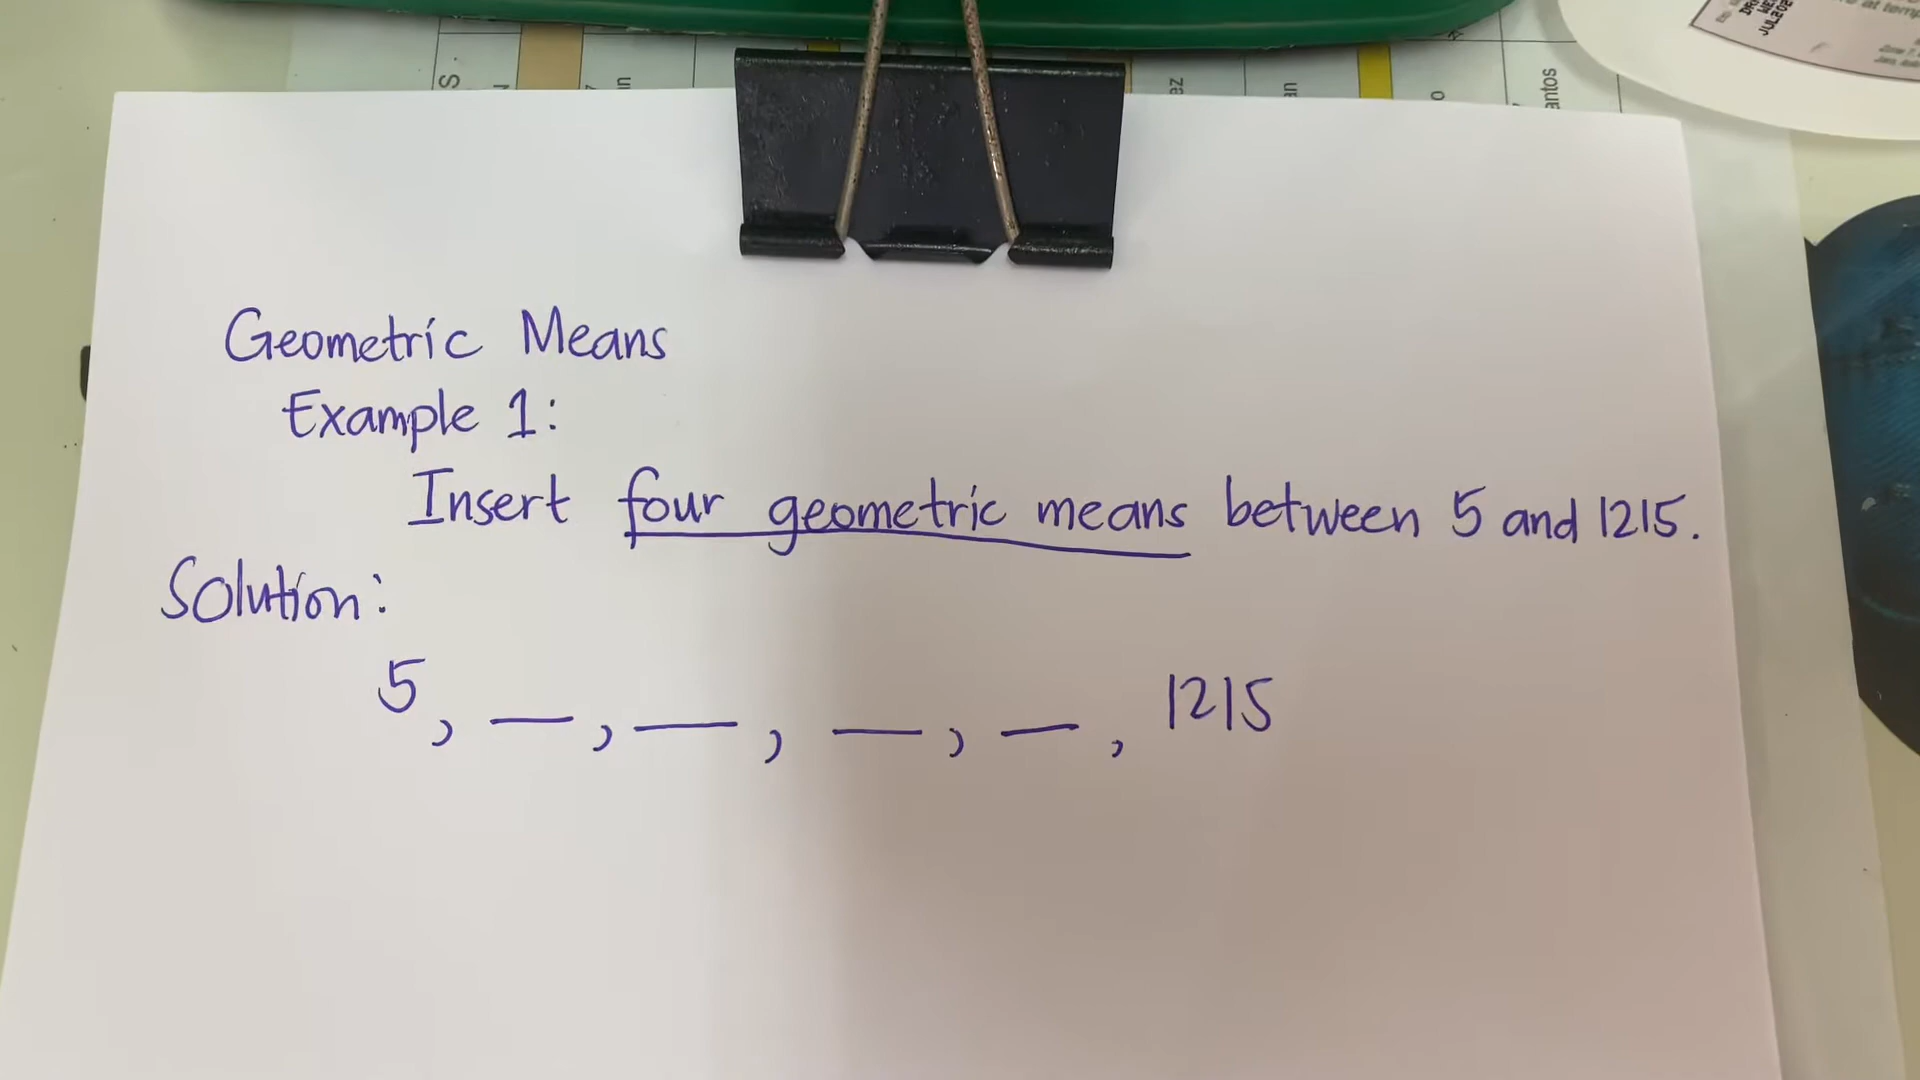 Geometric Means
Example 1:
Insert four geometric means between 5 and 1215.
Solution:
5, __, __, __, __, 1215
antos